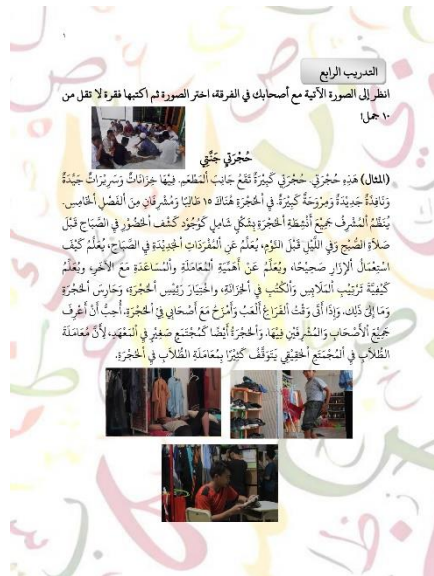 ١
التدريب الرابع
انظر إلى الصورة الآتية مع أصحابك في الفرقة، اختر الصورة ثم اكتبها فقرة لا تقل من
١٠ جمل!
حُجْرَتِي جَنَّتِي
(المثال) هَذِهِ حُجْرَتِي. حُجْرَتِي كَبِيْرَةٌ تَقَعُ جَانِبَ الْمَطْعَمِ. فِيْهَا خِزَانَاتٌ وَسَرِيْرَاتٌ جَيِّدَةٌ
وَنَافِذَةٌ جَدِيْدَةٌ وَمِرْوَحَةٌ كَبِيْرَةٌ. فِي الْحُجْرَةِ هُنَاكَ ١٥ طَالِبًا وَمُشْرِفَانِ مِنَ الْفَصْلِ الْخَامِسِ.
يُنَظِّمُ الْمُشْرِفُ جَمِيْعَ أَنْشِطَةِ الْحُجْرَةِ بِشَكْلٍ شَامِلٍ كَوُجُوْدِ كَشْفِ الْحُضُوْرِ فِي الصَّبَاحِ قَبْلَ
صَلَاةِ الصُّبْحِ وَفِي اللَّيْلِ قَبْلَ النَّوْمِ، يُعَلِّمُ عَنِ الْمُفْرَدَاتِ الْجَدِيْدَةِ فِي الصَّبَاحِ، يُعَلِّمُ كَيْفَ
اسْتِعْمَالُ الْإِزَارِ صَحِيْحًا، وَيُعَلِّمُ عَنْ أَهَمِّيَّةِ الْمُعَامَلَةِ وَالْمُسَاعَدَةِ مَعَ الْآخَرِ، وَيُعَلِّمُ
كَيْفِيَّةَ تَرْتِيْبِ الْمَلَابِسِ وَالْكُتُبِ فِي الْخِزَانَةِ، وَاخْتِيَارَ رَئِيْسِ الْحُجْرَةِ، وَحَارِسَ الْحُجْرَةِ
وَمَا إِلَى ذَلِكَ. وَإِذَا أَتَى وَقْتُ الْفَرَاغِ أَلْعَبُ وَأَمْزَحُ مَعَ أَصْحَابِي فِيْ الْحُجْرَةِ. أُحِبُّ أَنْ أَعْرِفَ
جَمِيْعَ الْأَصْحَابِ وَالْمُشْرِفِيْنَ فِيْهَا. وَالْحُجْرَةُ أَيْضًا كَمُجْتَمَعٍ صَغِيْرٍ فِي الْمَعْهَدِ، لِأَنَّ مُعَامَلَةَ
الطُّلَّابِ فِي الْمُجْتَمَعِ الْحَقِيْقِي يَتَوَقَّفُ كَثِيْرًا بِمُعَامَلَةِ الطُّلَّابِ فِي الْحُجْرَةِ.